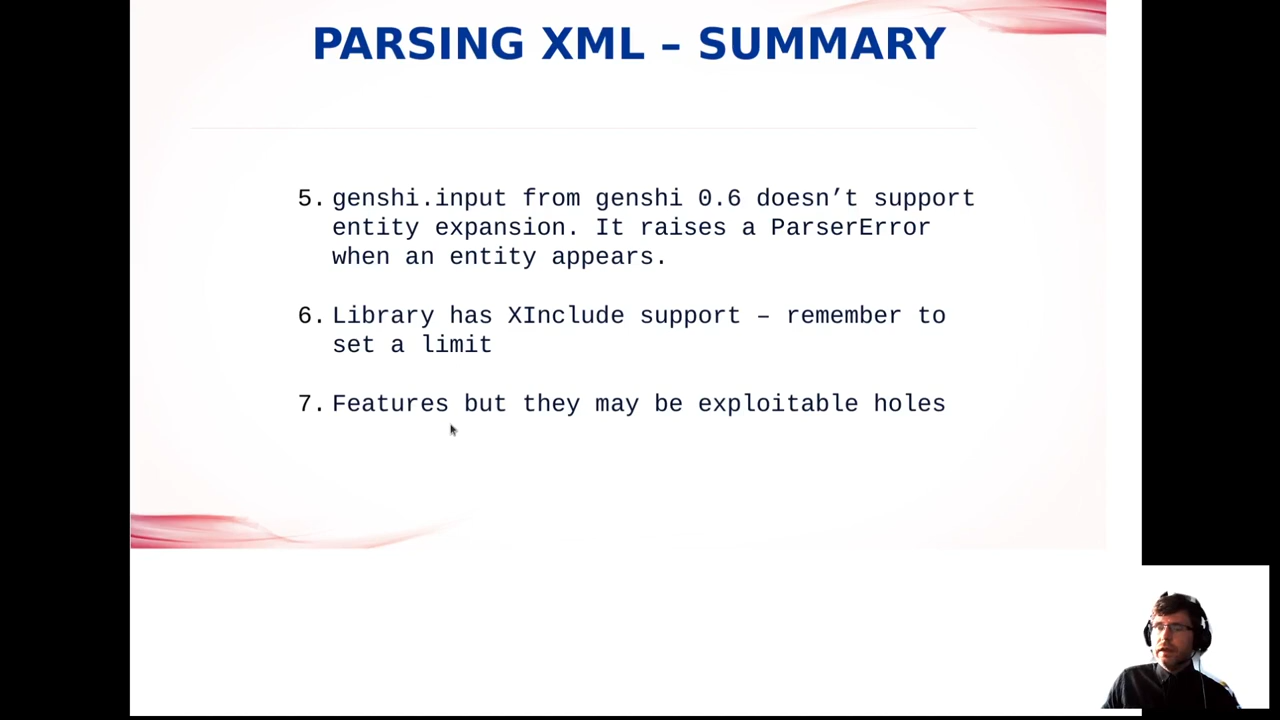 PARSING XML – SUMMARY
5. genshi.input from genshi 0.6 doesn’t support
entity expansion. It raises a ParserError
when an entity appears.
6. Library has XInclude support – remember to
set a limit
7. Features but they may be exploitable holes